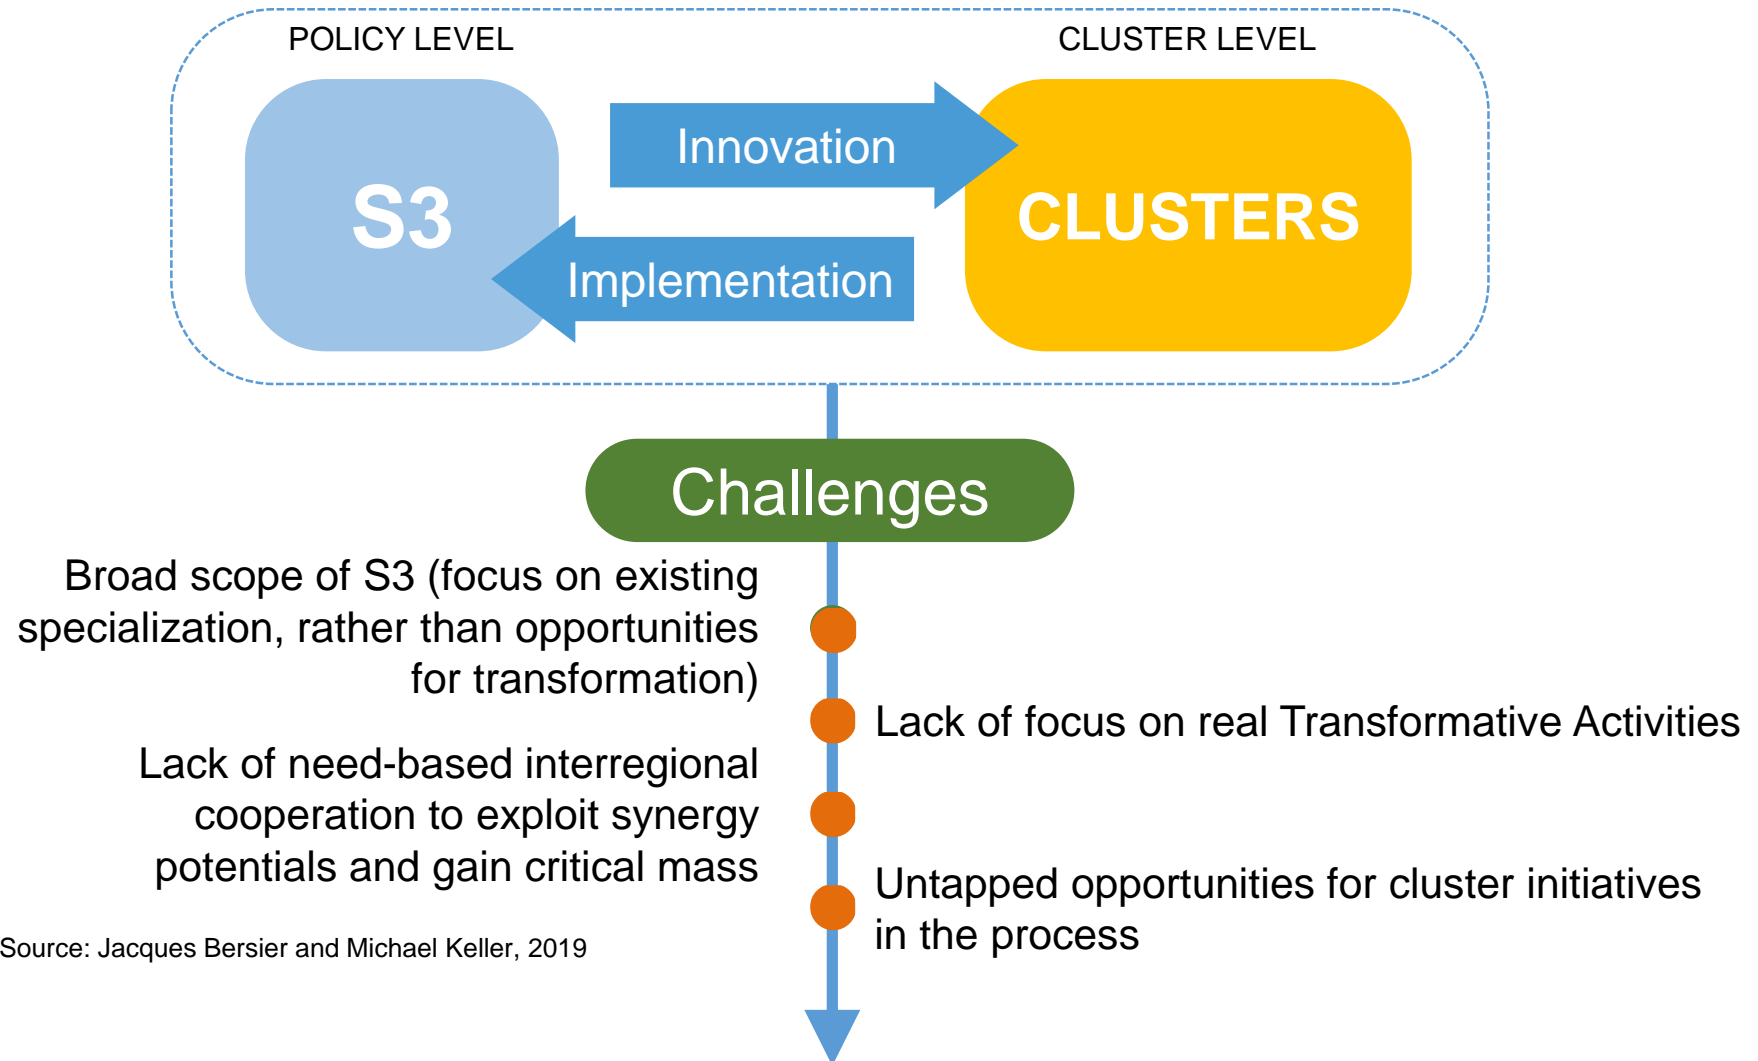 POLICY LEVEL
CLUSTER LEVEL
S3
Innovation
Implementation
CLUSTERS
Challenges
Broad scope of S3 (focus on existing
specialization, rather than opportunities
for transformation)
Lack of focus on real Transformative Activities
Lack of need-based interregional
cooperation to exploit synergy
potentials and gain critical mass
Untapped opportunities for cluster initiatives
in the process
Source: Jacques Bersier and Michael Keller, 2019